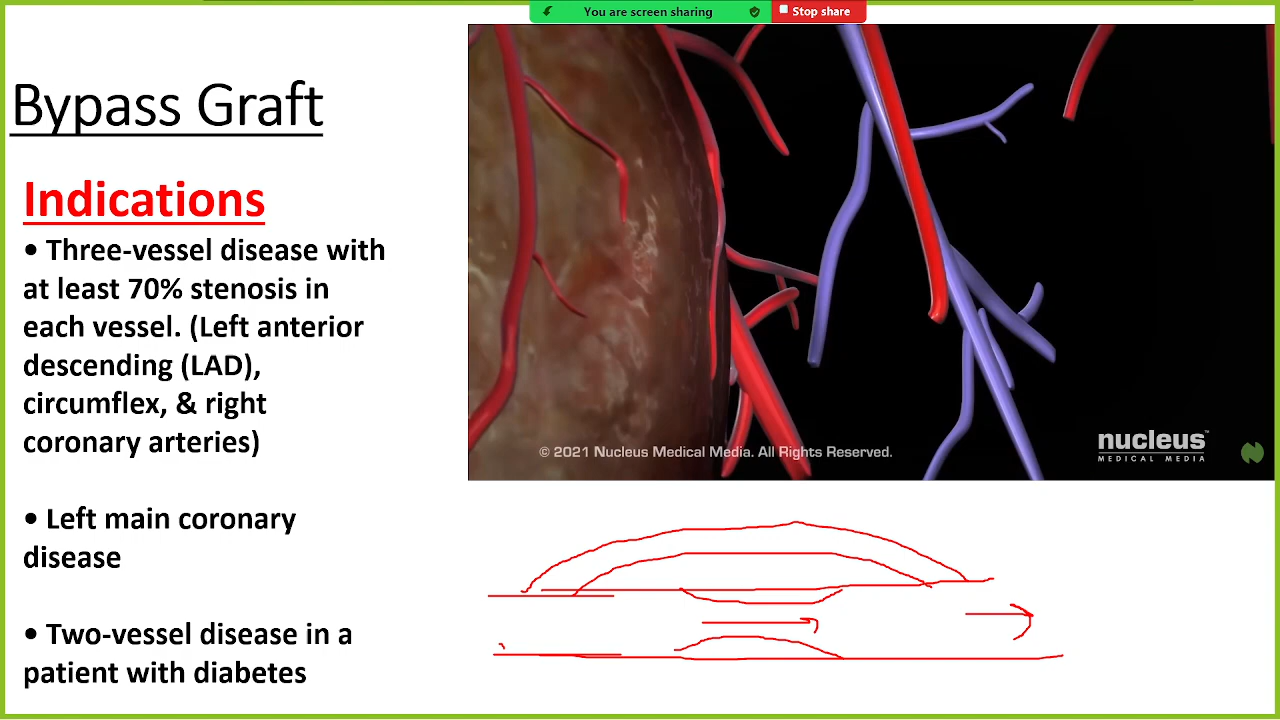 You are screen sharing
Stop share
Bypass Graft
Indications
• Three-vessel disease with
at least 70% stenosis in
each vessel. (Left anterior
descending (LAD),
circumflex, & right
coronary arteries)
• Left main coronary
disease
• Two-vessel disease in a
patient with diabetes
© 2021 Nucleus Medical Media. All Rights Reserved.
nucleus™
MEDICAL MEDIA